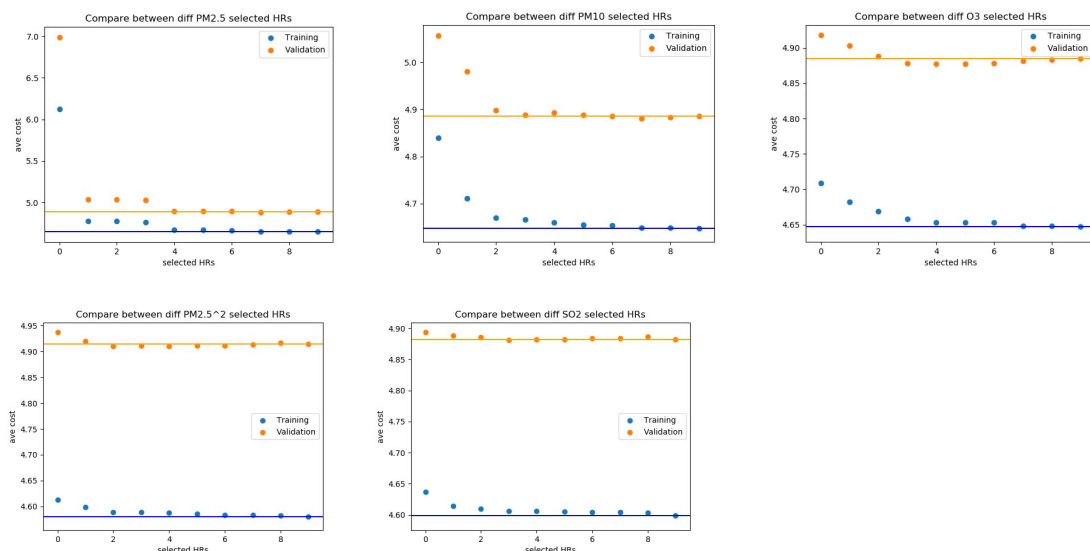 Compare between diff PM2.5 selected HRs
7.0
6.5
6.0
5.5
5.0
ave cost
Training
Validation
0 2 4 6 8
selected HRs
Compare between diff PM10 selected HRs
5.0
4.9
4.8
4.7
ave cost
Training
Validation
0 2 4 6 8
selected HRs
Compare between diff O3 selected HRs
4.90
4.85
4.80
4.75
4.70
4.65
ave cost
Training
Validation
0 2 4 6 8
selected HRs
Compare between diff PM2.5^2 selected HRs
4.95
4.90
4.85
4.80
4.75
4.70
4.65
4.60
ave cost
Training
Validation
0 2 4 6 8
selected HRs
Compare between diff SO2 selected HRs
4.90
4.85
4.80
4.75
4.70
4.65
4.60
ave cost
Training
Validation
0 2 4 6 8
selected HRs